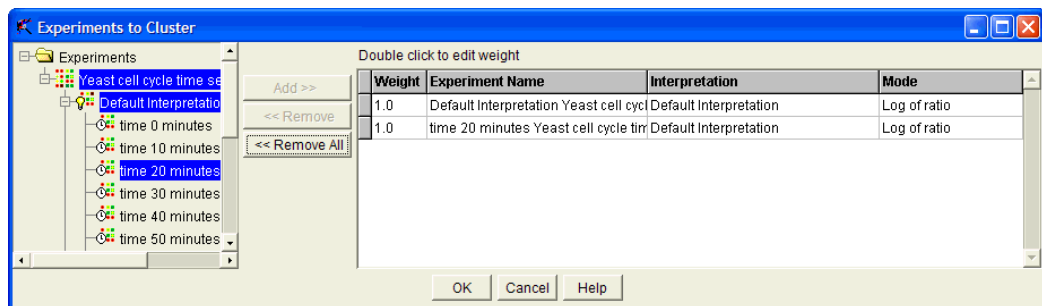 Experiments to Cluster
Experiments
Yeast cell cycle time se
Default Interpretatio
time 0 minutes
time 10 minutes
time 20 minutes
time 30 minutes
time 40 minutes
time 50 minutes
Add >>
<< Remove
<< Remove All
Double click to edit weight
Weight Experiment Name Interpretation Mode
1.0 Default Interpretation Yeast cell cycl Default Interpretation Log of ratio
1.0 time 20 minutes Yeast cell cycle tim Default Interpretation Log of ratio
OK Cancel Help